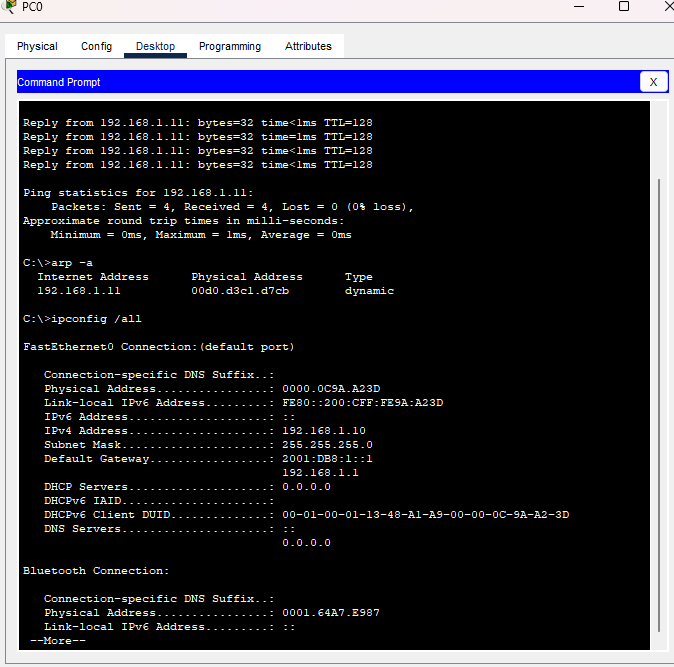 PC0
Physical Config Desktop Programming Attributes
Command Prompt
X
Reply from 192.168.1.11: bytes=32 time<1ms TTL=128
Reply from 192.168.1.11: bytes=32 time=1ms TTL=128
Reply from 192.168.1.11: bytes=32 time<1ms TTL=128
Reply from 192.168.1.11: bytes=32 time<1ms TTL=128
Ping statistics for 192.168.1.11:
Packets: Sent = 4, Received = 4, Lost = 0 (0% loss),
Approximate round trip times in milli-seconds:
Minimum = 0ms, Maximum = 1ms, Average = 0ms
C:\>arp -a
Internet Address Physical Address Type
192.168.1.11 00d0.d3c1.d7cb dynamic
C:\>ipconfig /all
FastEthernet0 Connection:(default port)
Connection-specific DNS Suffix..:
Physical Address................: 0000.0C9A.A23D
Link-local IPv6 Address.........: FE80::200:CFF:FE9A:A23D
IPv6 Address....................: ::
IPv4 Address....................: 192.168.1.10
Subnet Mask.....................: 255.255.255.0
Default Gateway.................: 2001:DB8:1::1
192.168.1.1
DHCP Servers....................: 0.0.0.0
DHCPv6 IAID.....................:
DHCPv6 Client DUID..............: 00-01-00-01-13-48-A1-A9-00-00-0C-9A-A2-3D
DNS Servers.....................: ::
0.0.0.0
Bluetooth Connection:
Connection-specific DNS Suffix..:
Physical Address................: 0001.64A7.E987
Link-local IPv6 Address.........: ::
--More--